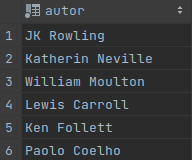 autor
1 JK Rowling
2 Katherin Neville
3 William Moulton
4 Lewis Carroll
5 Ken Follett
6 Paolo Coelho